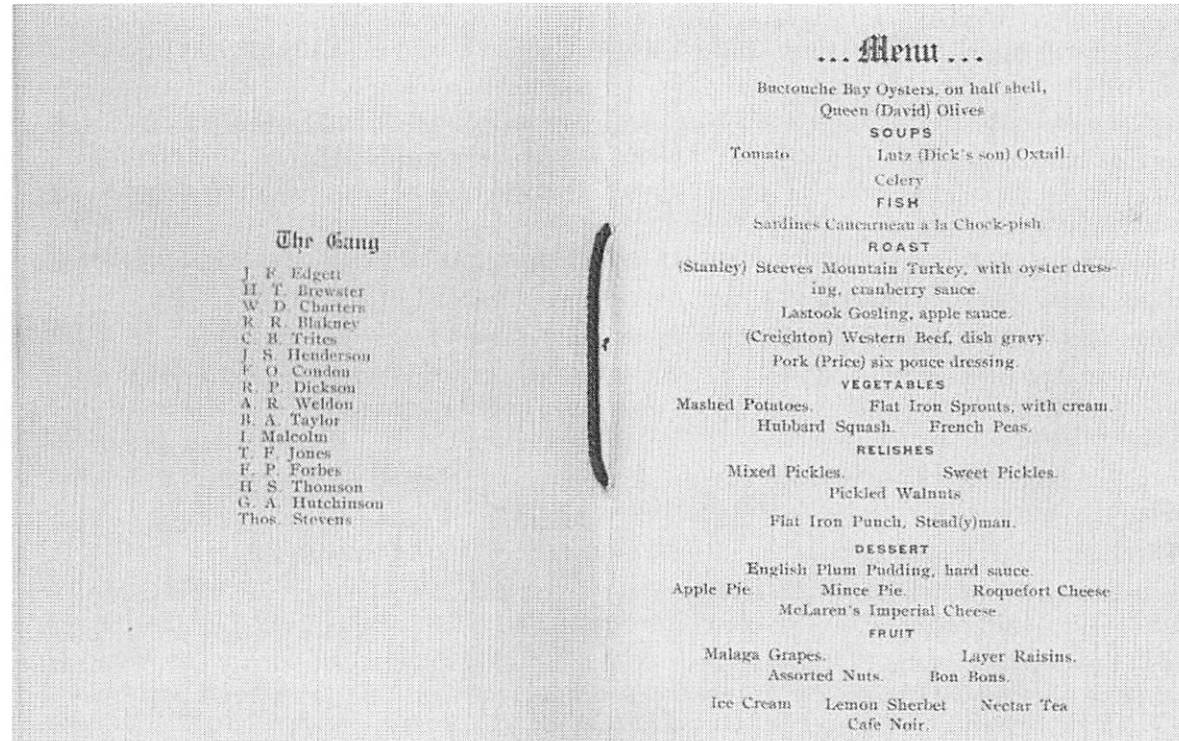 The Gang
J. F. Edgett
H. T. Brewster
W. D. Charters
R. R. Blakney
C. B. Trites
J. S. Henderson
F. O. Condon
R. P. Dickson
A. R. Weldon
B. A. Taylor
I. Malcolm
T. F. Jones
F. P. Forbes
H. S. Thomson
G. A. Hutchinson
Thos. Stevens
...Menu...
Buctouche Bay Oysters, on half shell,
Queen (David) Olives
SOUPS
Tomato Lutz (Dick's son) Oxtail.
Celery
FISH
Sardines Cancarneau a la Chock-pish
ROAST
(Stanley) Steeves Mountain Turkey, with oyster dress-
ing, cranberry sauce.
Lastook Gosling, apple sauce.
(Creighton) Western Beef, dish gravy.
Pork (Price) six pouce dressing.
VEGETABLES
Mashed Potatoes. Flat Iron Sprouts, with cream.
Hubbard Squash. French Peas.
RELISHES
Mixed Pickles. Sweet Pickles.
Pickled Walnuts
Flat Iron Punch, Stead(y)man.
DESSERT
English Plum Pudding, hard sauce.
Apple Pie Mince Pie. Roquefort Cheese
McLaren's Imperial Cheese.
FRUIT
Malaga Grapes. Layer Raisins.
Assorted Nuts. Bon Bons.
Ice Cream Lemon Sherbet Nectar Tea
Cafe Noir.